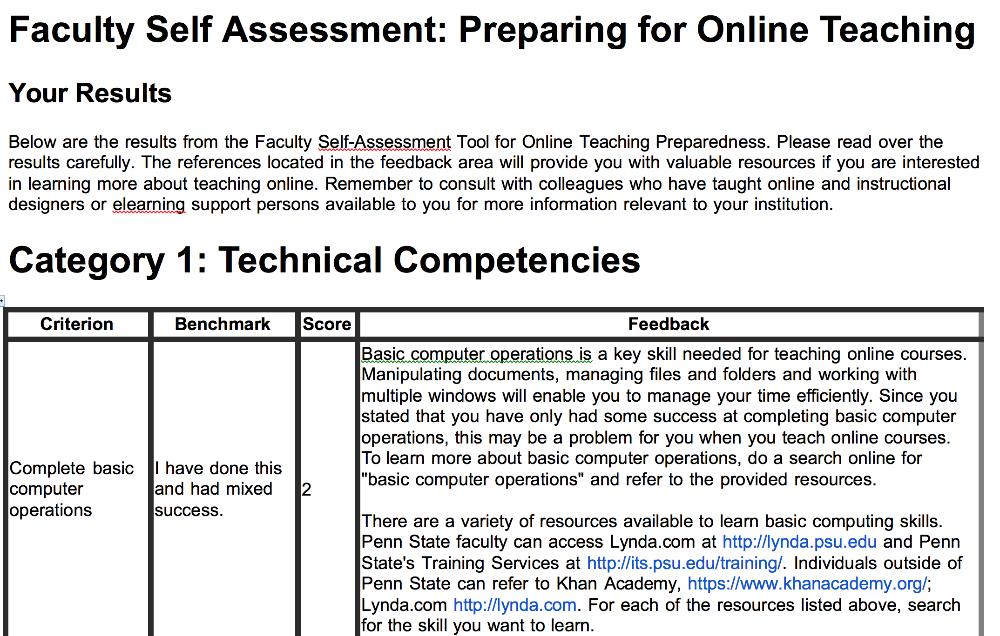 Faculty Self Assessment: Preparing for Online Teaching
Your Results
Below are the results from the Faculty Self-Assessment Tool for Online Teaching Preparedness. Please read over the
results carefully. The references located in the feedback area will provide you with valuable resources if you are interested
in learning more about teaching online. Remember to consult with colleagues who have taught online and instructional
designers or elearning support persons available to you for more information relevant to your institution.
Category 1: Technical Competencies
Criterion
Benchmark
Score
Feedback
Complete basic
computer
operations
I have done this
and had mixed
success.
2
Basic computer operations is a key skill needed for teaching online courses.
Manipulating documents, managing files and folders and working with
multiple windows will enable you to manage your time efficiently. Since you
stated that you have only had some success at completing basic computer
operations, this may be a problem for you when you teach online courses.
To learn more about basic computer operations, do a search online for
"basic computer operations" and refer to the provided resources.
There are a variety of resources available to learn basic computing skills.
Penn State faculty can access Lynda.com at http://lynda.psu.edu and Penn
State's Training Services at http://its.psu.edu/training/. Individuals outside of
Penn State can refer to Khan Academy, https://www.khanacademy.org/;
Lynda.com http://lynda.com. For each of the resources listed above, search
for the skill you want to learn.